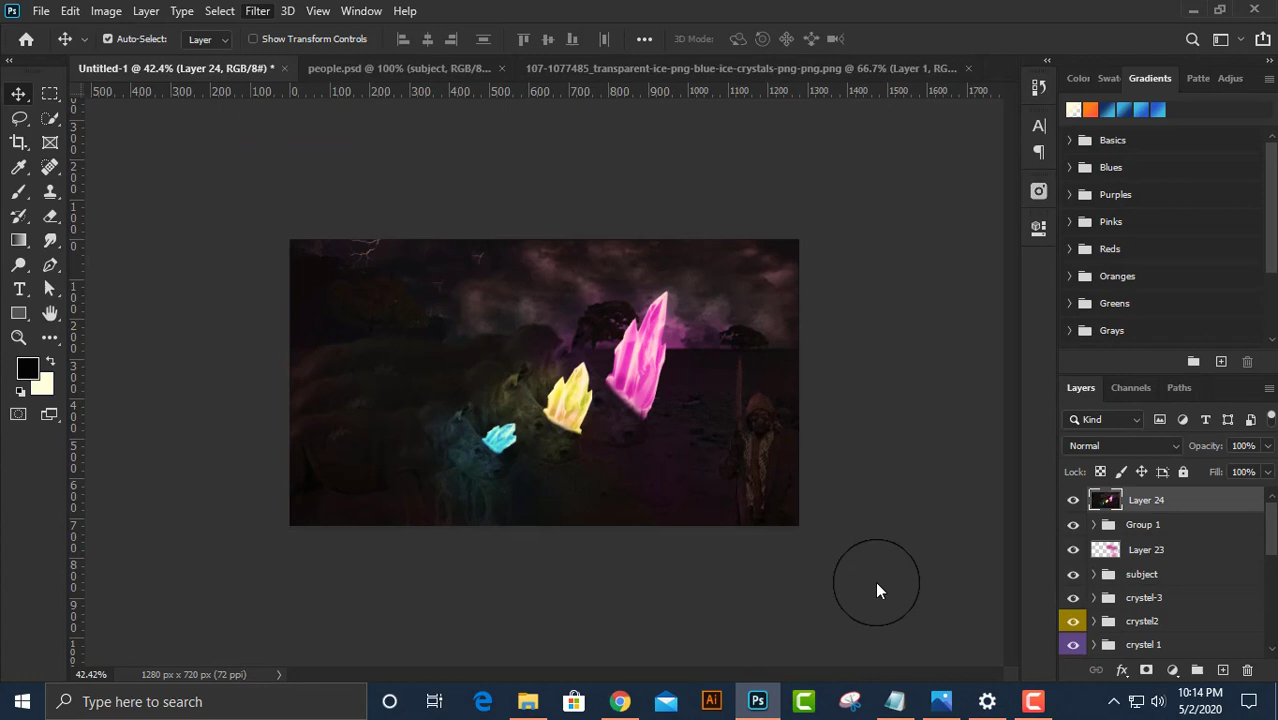 Ps File Edit Image Layer Type Select Filter 3D View Window Help
Auto-Select: Layer Show Transform Controls 3D Mode:
Untitled-1 @ 42.4% (Layer 24, RGB/8#) * people.psd @ 100% (subject, RGB/8... 107-1077485_transparent-ice-png-blue-ice-crystals-png-png.png @ 66.7% (Layer 1, RG...
500 400 300 200 100 0 100 200 300 400 500 600 700 800 900 1000 1100 1200 1300 1400 1500 1600 1700
Color Swatc Gradients Patte Adjus
Basics
Blues
Purples
Pinks
Reds
Oranges
Greens
Grays
Layers Channels Paths
Kind
Normal Opacity: 100%
Lock: Fill: 100%
Layer 24
Group 1
Layer 23
subject
crystel-3
crystel2
crystel 1
42.42% 1280 px x 720 px (72 ppi)
Type here to search
10:14 PM
5/2/2020